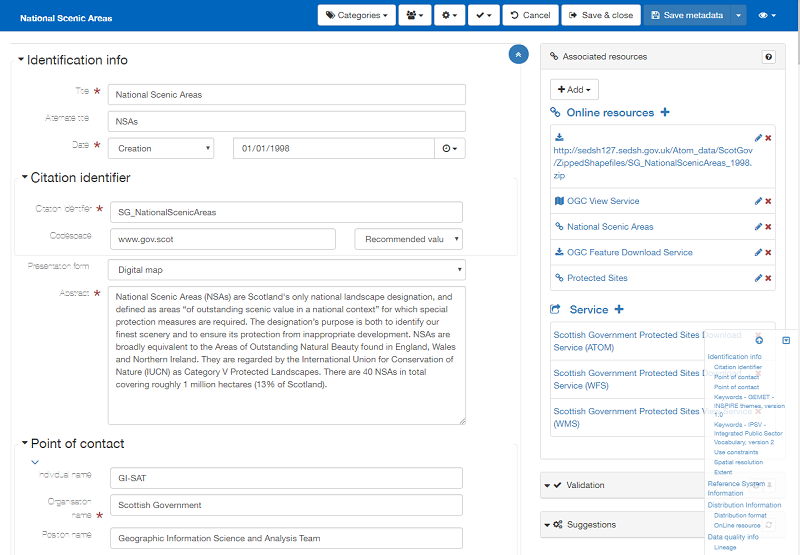 National Scenic Areas
Categories
Cancel
Save & close
Save metadata
Identification info
Title *
National Scenic Areas
Alternate title
NSAs
Date *
Creation
01/01/1998
Citation identifier
Citation identifier *
SG_NationalScenicAreas
Codespace
www.gov.scot
Recommended valu
Presentation form
Digital map
Abstract *
National Scenic Areas (NSAs) are Scotland's only national landscape designation, and
defined as areas “of outstanding scenic value in a national context” for which special
protection measures are required. The designation's purpose is both to identify our
finest scenery and to ensure its protection from inappropriate development. NSAs are
broadly equivalent to the Areas of Outstanding Natural Beauty found in England, Wales
and Northern Ireland. They are regarded by the International Union for Conservation of
Nature (IUCN) as Category V Protected Landscapes. There are 40 NSAs in total
covering roughly 1 million hectares (13% of Scotland).
Point of contact
Individual name
GI-SAT
Organisation
name *
Scottish Government
Position name
Geographic Information Science and Analysis Team
Associated resources
+ Add
Online resources +
http://sedsh127.sedsh.gov.uk/Atom_data/ScotGov
/ZippedShapefiles/SG_NationalScenicAreas_1998.
zip
OGC View Service
National Scenic Areas
OGC Feature Download Service
Protected Sites
Service +
Scottish Government Protected Sites Download
Service (ATOM)
Scottish Government Protected Sites
Service (WFS)
Scottish Government Protected Sites
(WMS)
Validation
Suggestions
Identification info
Citation identifier
Point of contact
Point of contact
Keywords - GEMET -
INSPIRE themes, version
1.0
Keywords - IPSV -
Integrated Public Sector
Vocabulary, version 2
Use constraints
Spatial resolution
Extent
Reference System
Information
Distribution Information
Distribution format
OnLine resource
Data quality info
Lineage